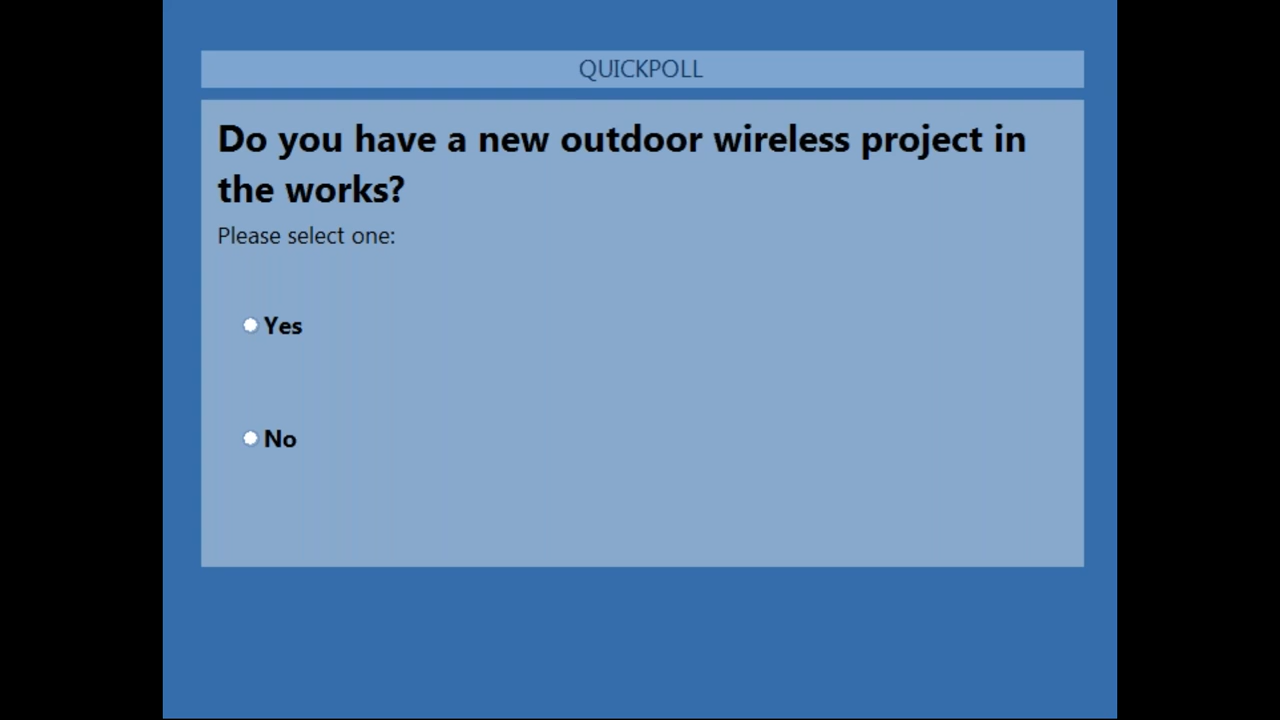 QUICKPOLL
Do you have a new outdoor wireless project in
the works?
Please select one:
Yes
No